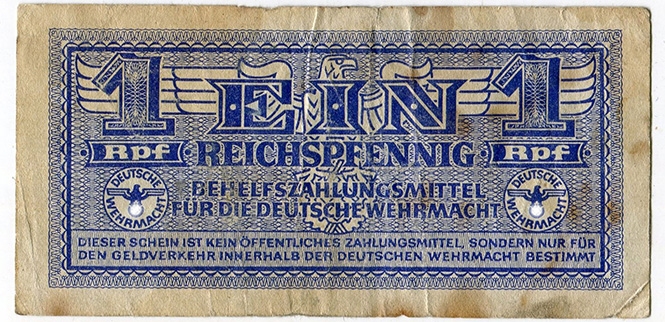 1 EIN 1
Rpf REICHSPFENNIG Rpf
DEUTSCHE WEHRMACHT
BEHELFSZAHLUNGSMITTEL
FÜR DIE DEUTSCHE WEHRMACHT
DEUTSCHE WEHRMACHT
DIESER SCHEIN IST KEIN ÖFFENTLICHES ZAHLUNGSMITTEL, SONDERN NUR FÜR
DEN GELDVERKEHR INNERHALB DER DEUTSCHEN WEHRMACHT BESTIMMT